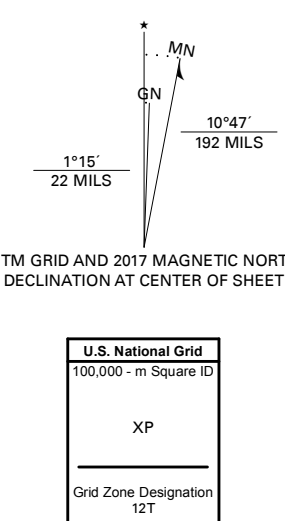 ★
MN
GN
10°47´
192 MILS
1°15´
22 MILS
TM GRID AND 2017 MAGNETIC NORT
DECLINATION AT CENTER OF SHEET
U.S. National Grid
100,000 - m Square ID
XP
Grid Zone Designation
12T